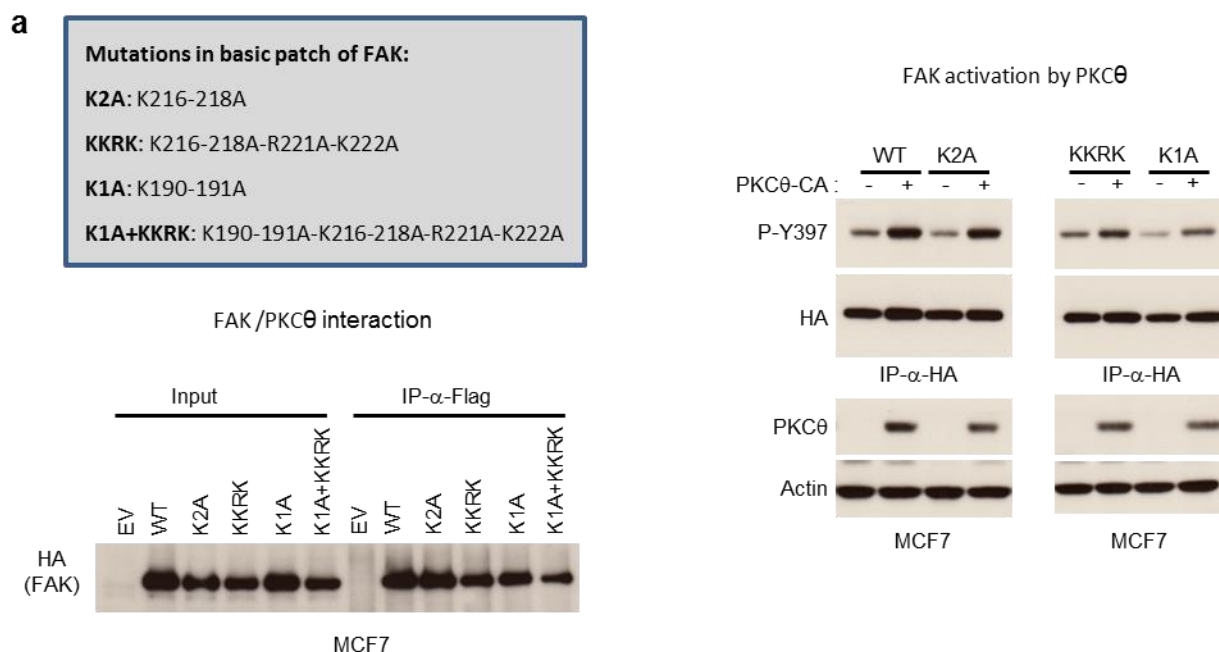 a
Mutations in basic patch of FAK:
K2A: K216-218A
KKRK: K216-218A-R221A-K222A
K1A: K190-191A
K1A+KKRK: K190-191A-K216-218A-R221A-K222A
FAK /PKCθ interaction
Input IP-α-Flag
EV WT K2A KKRK K1A K1A+KKRK EV WT K2A KKRK K1A K1A+KKRK
HA
(FAK)
MCF7
FAK activation by PKCθ
WT K2A KKRK K1A
PKCθ-CA : - + - + - + - +
P-Y397
HA
IP-α-HA IP-α-HA
PKCθ
Actin
MCF7 MCF7